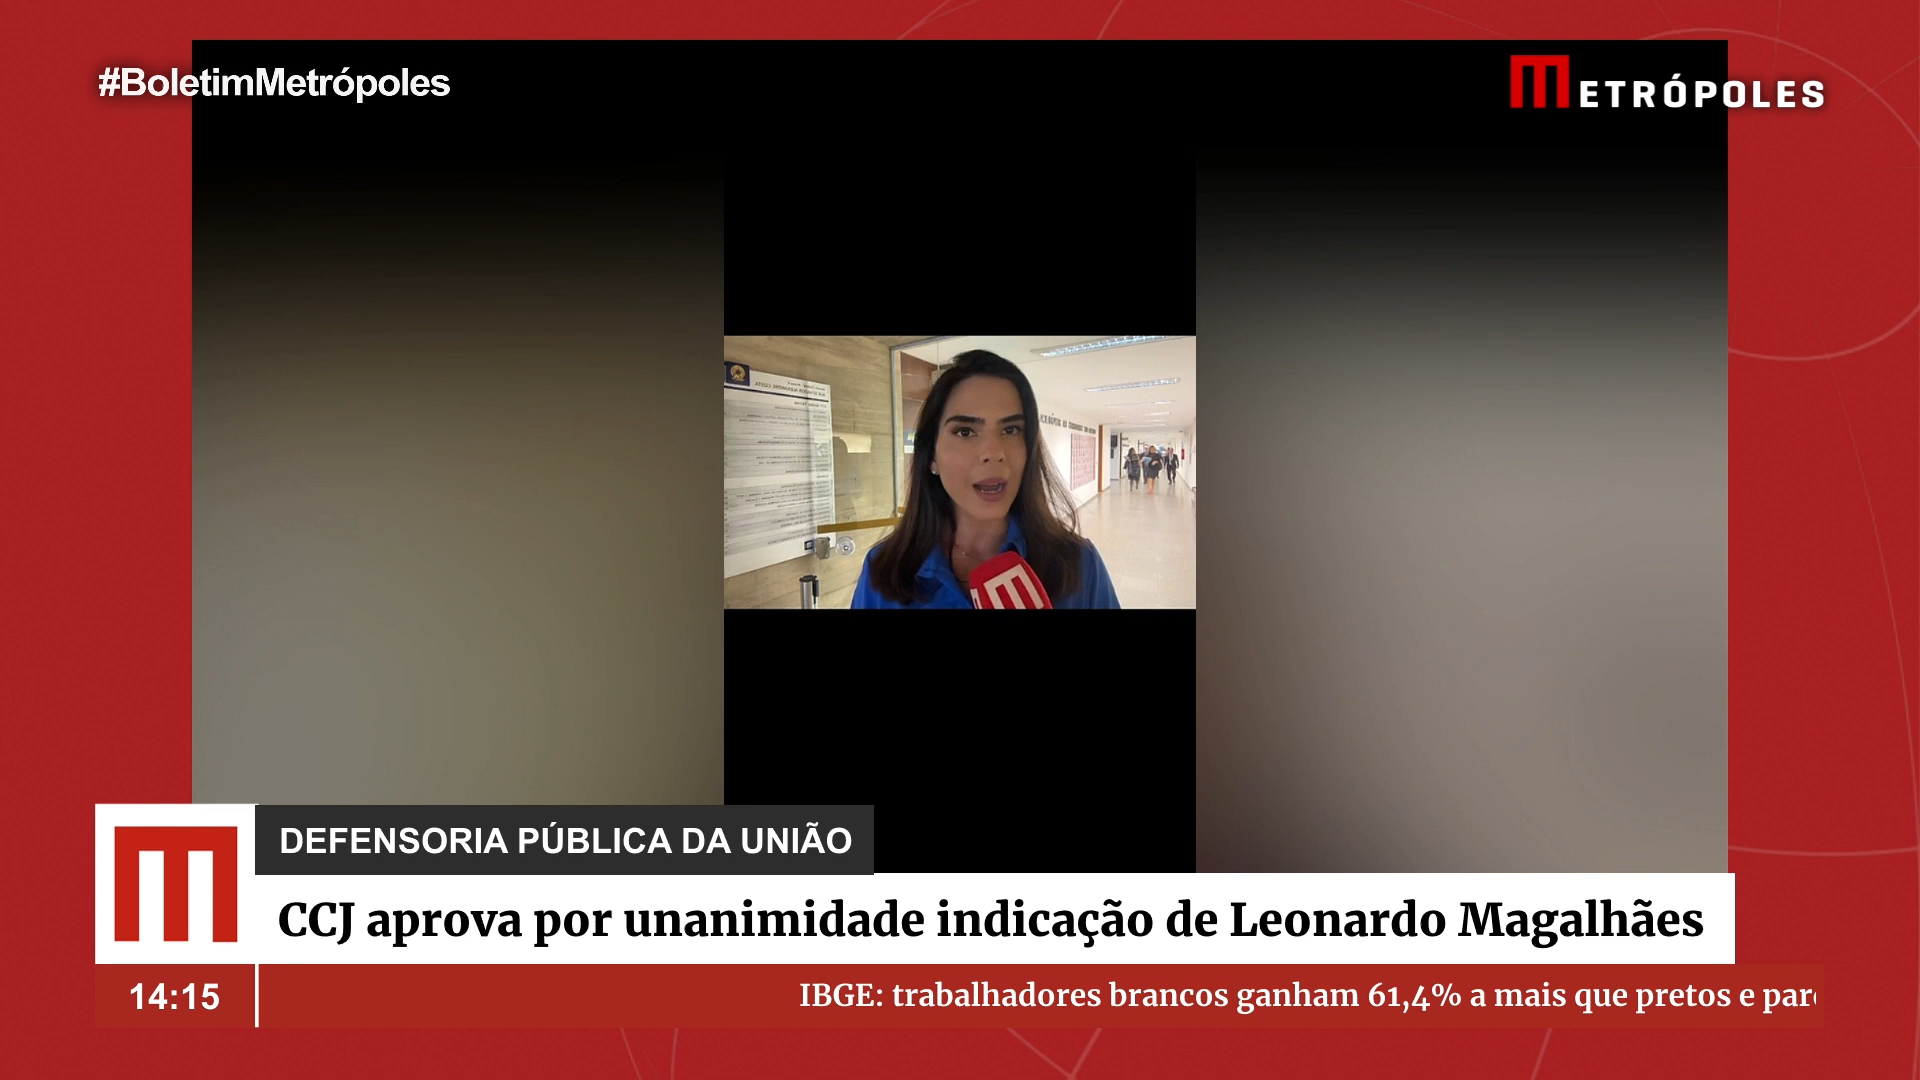 #BoletimMetrópoles
METRÓPOLES
DEFENSORIA PÚBLICA DA UNIÃO
CCJ aprova por unanimidade indicação de Leonardo Magalhães
14:15
IBGE: trabalhadores brancos ganham 61,4% a mais que pretos e